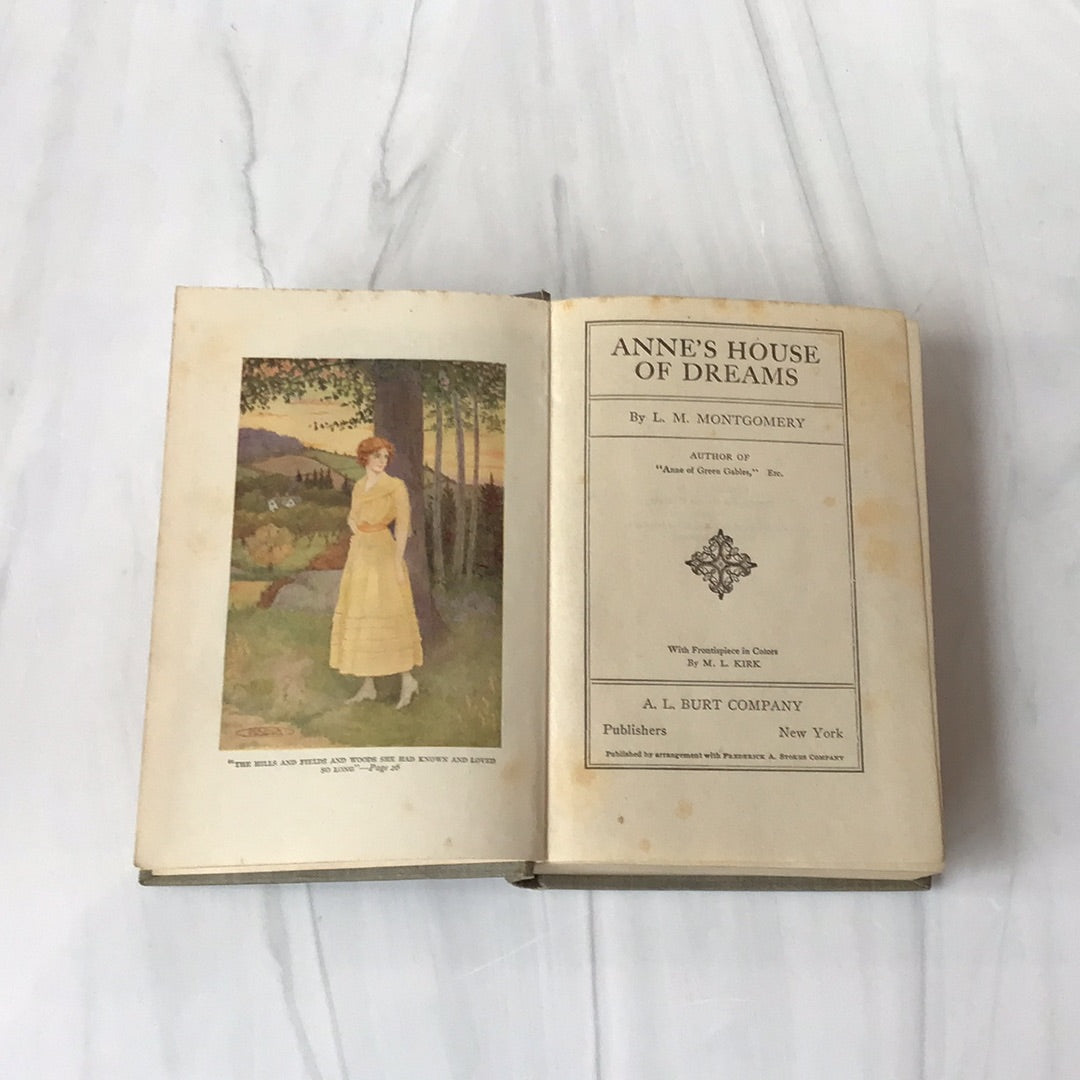 "THE HILLS AND FIELDS AND WOODS SHE HAD KNOWN AND LOVED
SO LONG"—Page 26
ANNE'S HOUSE
OF DREAMS
By L. M. MONTGOMERY
AUTHOR OF
"Anne of Green Gables," Etc.
With Frontispiece in Colors
By M. L. KIRK
A. L. BURT COMPANY
Publishers New York
Published by arrangement with FREDERICK A. STOKES COMPANY